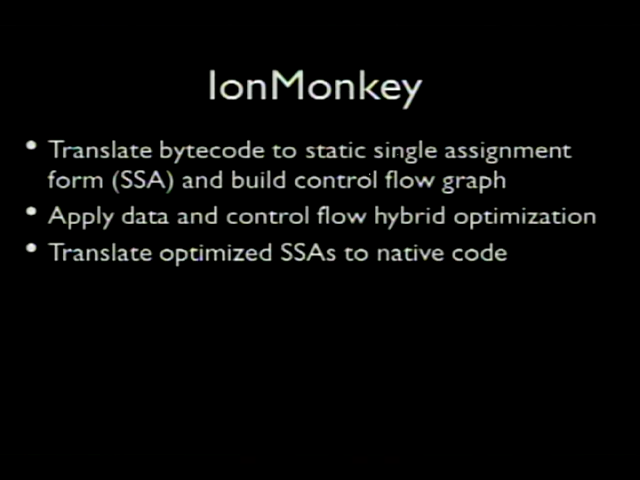 IonMonkey
• Translate bytecode to static single assignment
form (SSA) and build control flow graph
• Apply data and control flow hybrid optimization
• Translate optimized SSAs to native code